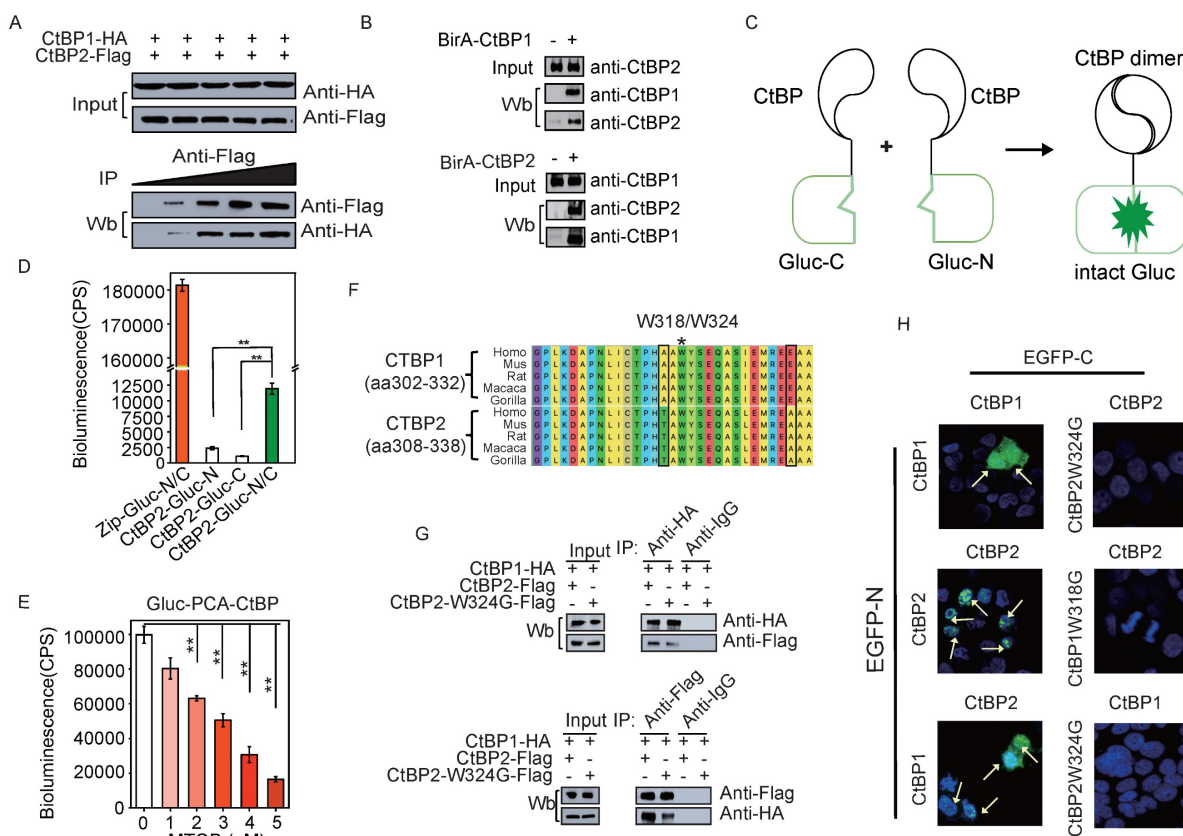 A
CtBP1-HA + + + + + +
CtBP2-Flag + + + + + +
Input
Anti-HA
Anti-Flag
Anti-Flag
IP
Wb
Anti-Flag
Anti-HA
B
BirA-CtBP1 - +
Input anti-CtBP2
Wb
anti-CtBP1
anti-CtBP2
BirA-CtBP2 - +
Input anti-CtBP1
Wb
anti-CtBP2
anti-CtBP1
C
CtBP
+
CtBP
CtBP dimer
Gluc-C
Gluc-N
intact Gluc
D
Bioluminescence(CPS)
180000
170000
160000
12500
10000
7500
5000
2500
0
**
**
Zip-Gluc-N/C
CtBP2-Gluc-N
CtBP2-Gluc-C
CtBP2-Gluc-N/C
E
Gluc-PCA-CtBP
Bioluminescence(CPS)
100000
80000
60000
40000
20000
0
** ** ** **
0 1 2 3 4 5
F
W318/W324
*
CTBP1
(aa302-332)
Homo G P L K D A P N L I C T P H A A W Y S E Q A S I E M R E E A A
Mus G P L K D A P N L I C T P H A A W Y S E Q A S I E M R E E A A
Rat G P L K D A P N L I C T P H A A W Y S E Q A S I E M R E E A A
Macaca G P L K D A P N L I C T P H A A W Y S E Q A S I E M R E E A A
Gorilla G P L K D A P N L I C T P H A A W Y S E Q A S I E M R E E A A
CTBP2
(aa308-338)
Homo G P L K D A P N L I C T P H T A W Y S E Q A S L E M R E A A A
Mus G P L K D A P N L I C T P H T A W Y S E Q A S L E M R E A A A
Rat G P L K D A P N L I C T P H T A W Y S E Q A S L E M R E A A A
Macaca G P L K D A P N L I C T P H T A W Y S E Q A S L E M R E A A A
Gorilla G P L K D A P N L I C T P H T A W Y S E Q A S L E M R E A A A
G
Input IP: Anti-HA Anti-IgG
CtBP1-HA + + + + + +
CtBP2-Flag + - + - + -
CtBP2-W324G-Flag - + - + - +
Wb
Anti-HA
Anti-Flag
Input IP: Anti-Flag Anti-IgG
CtBP1-HA + + + + + +
CtBP2-Flag + - + - + -
CtBP2-W324G-Flag - + - + - +
Wb
Anti-Flag
Anti-HA
H
EGFP-C
EGFP-N
CtBP1
CtBP2
CtBP1
CtBP2W324G
CtBP2
CtBP2
CtBP2
CtBP1W318G
CtBP2
CtBP1
CtBP1
CtBP2W324G